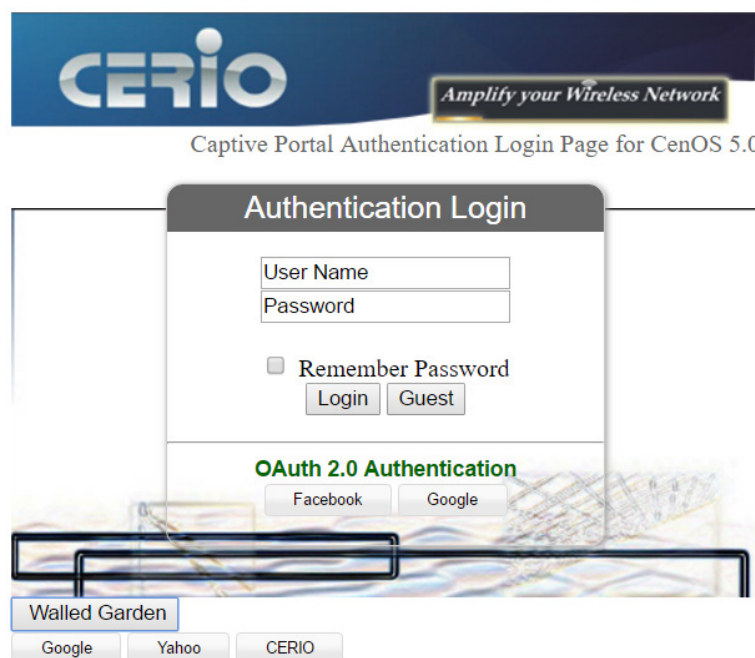 CERIO
Amplify your Wireless Network
Captive Portal Authentication Login Page for CenOS 5.0
Authentication Login
User Name
Password
Remember Password
Login Guest
OAuth 2.0 Authentication
Facebook Google
Walled Garden
Google Yahoo CERIO